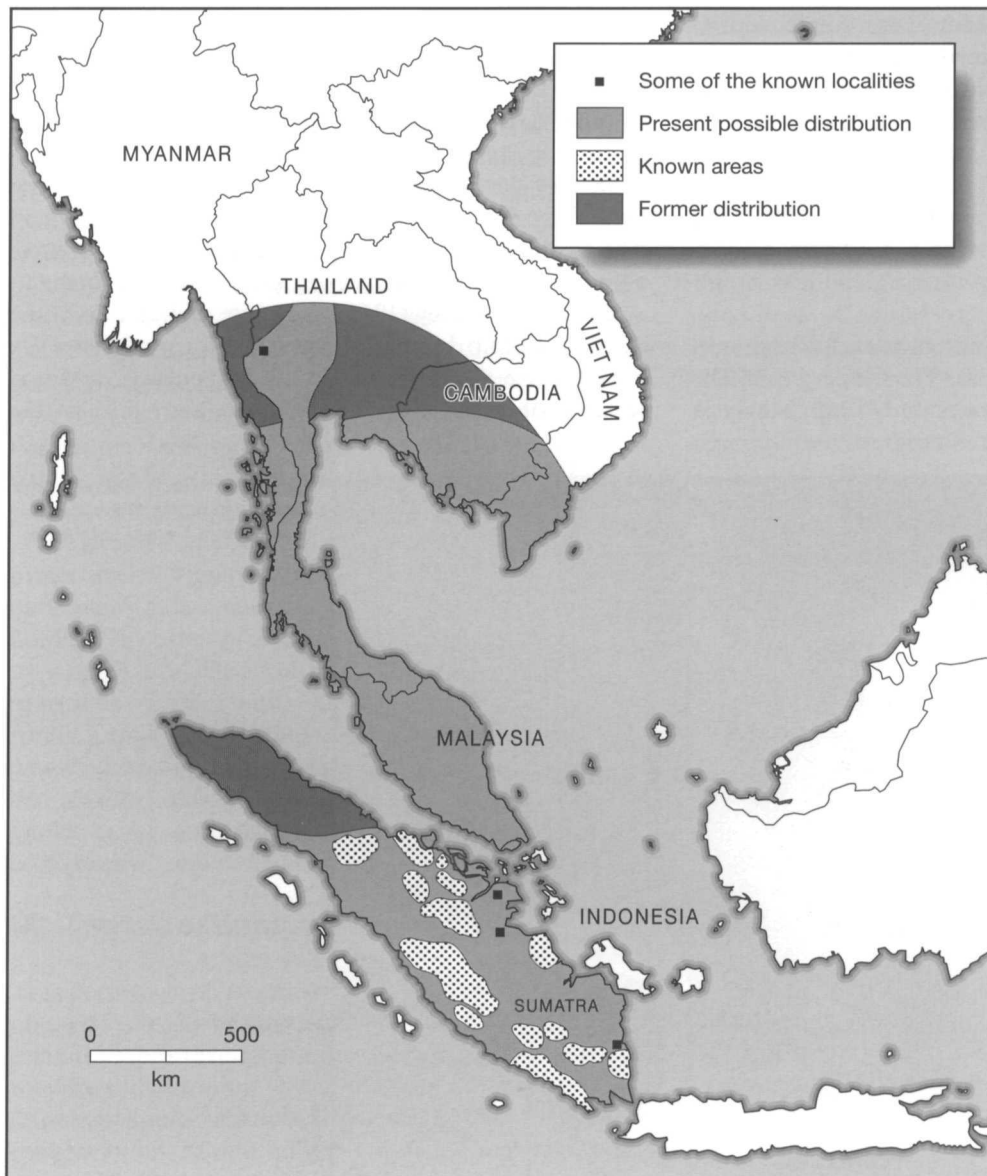 Some of the known localities
Present possible distribution
Known areas
Former distribution
MYANMAR
THAILAND
CAMBODIA
VIET NAM
MALAYSIA
INDONESIA
SUMATRA
0 500
km